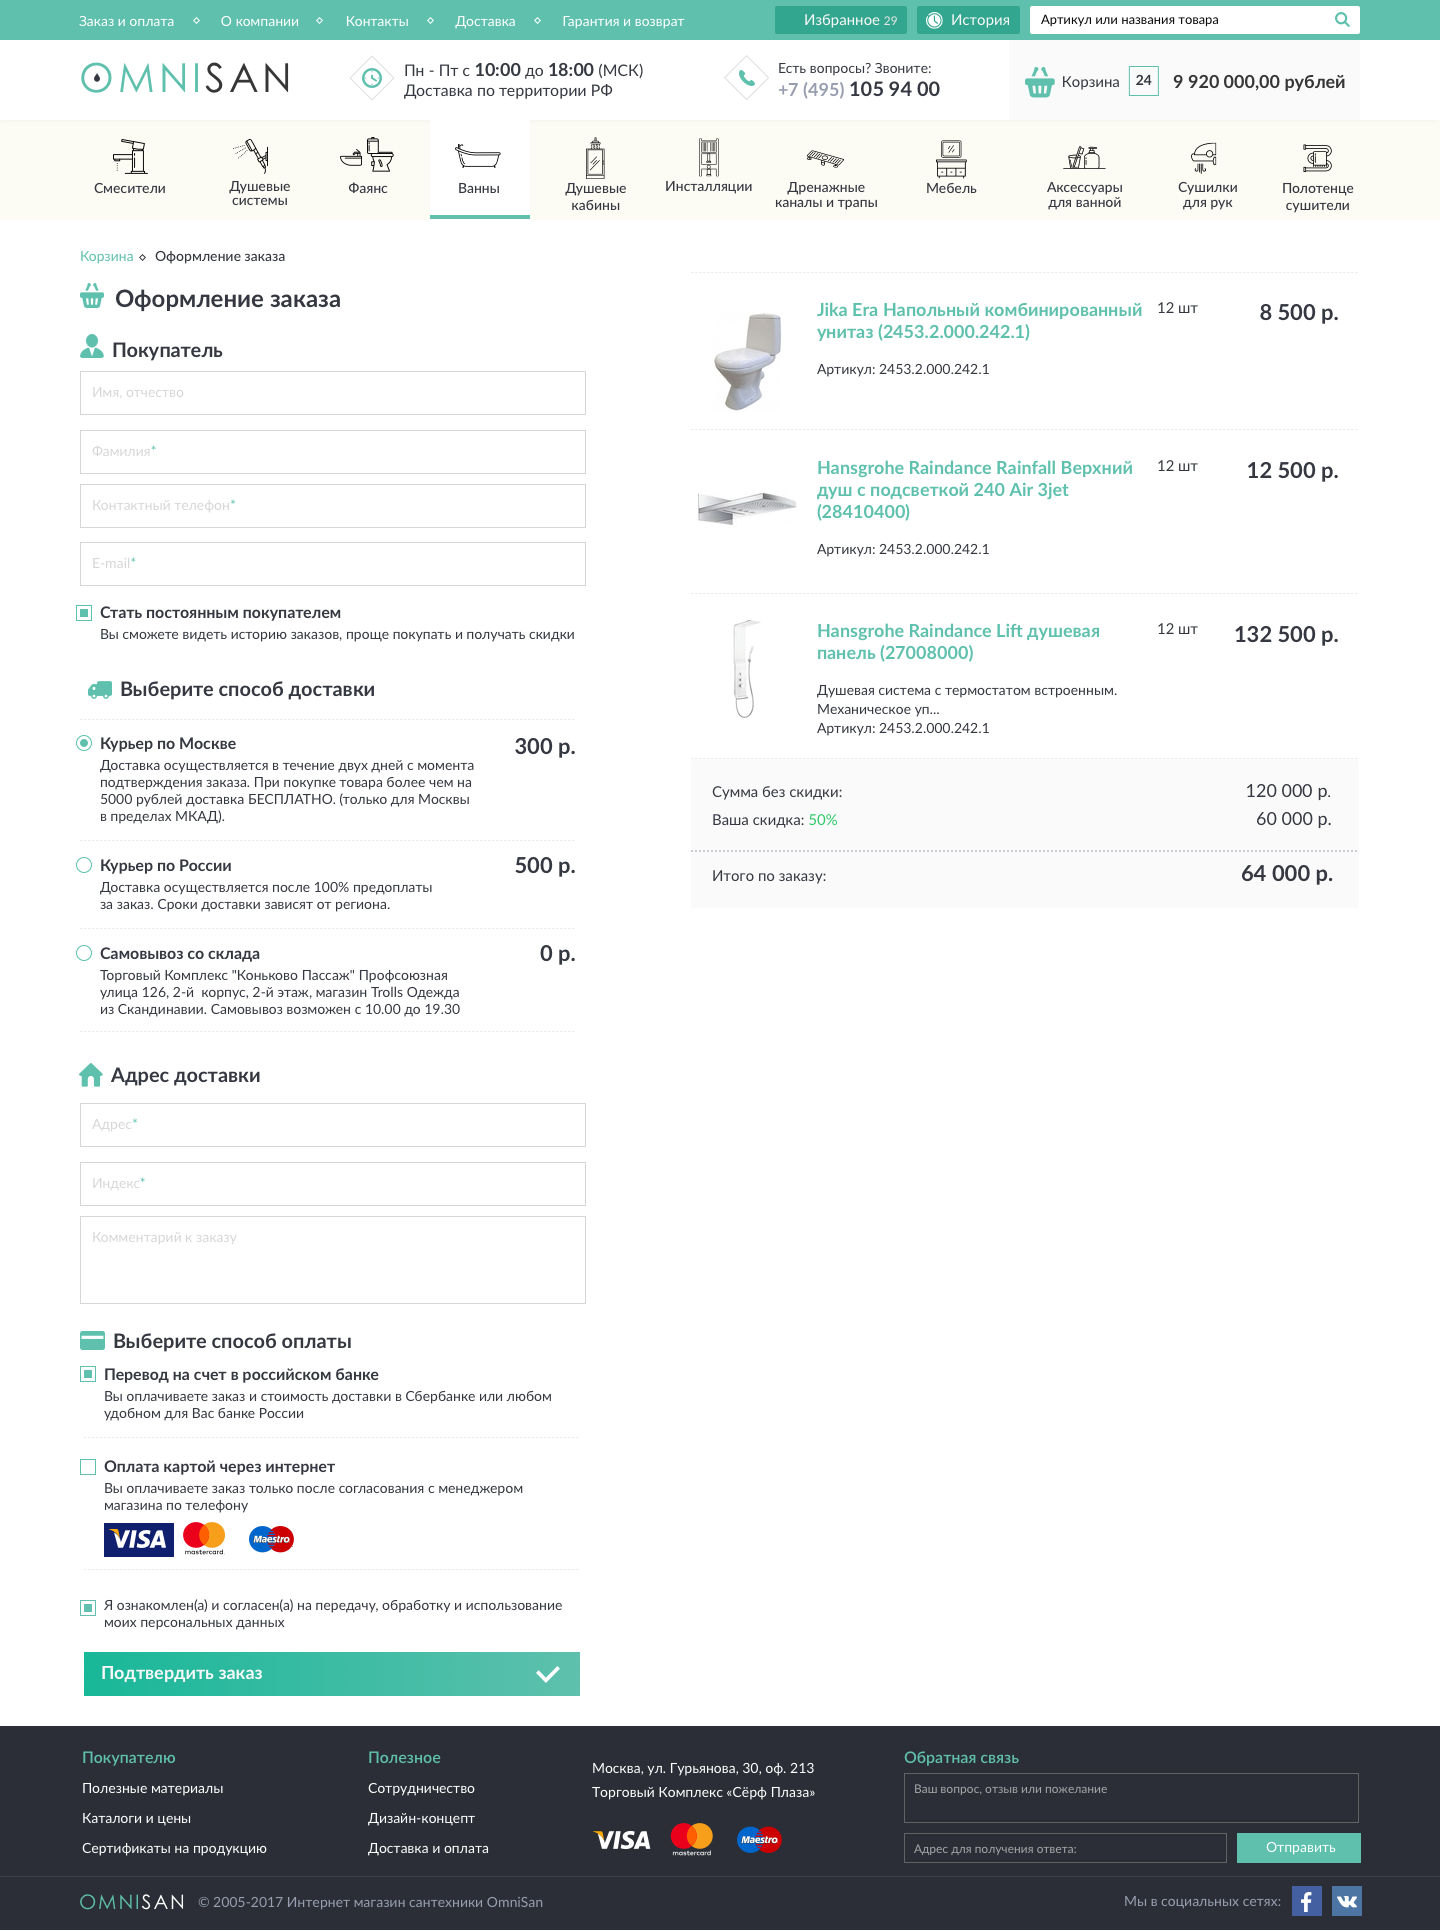 Заказ и оплата
О компании
Контакты
Доставка
Гарантия и возврат
Избранное 29
История
Артикул или названия товара
OMNISAN
Пн - Пт с 10:00 до 18:00 (МСК)
Доставка по территории РФ
Есть вопросы? Звоните:
+7 (495) 105 94 00
Корзина 24 9 920 000,00 рублей
Смесители
Душевые
системы
Фаянс
Ванны
Душевые
кабины
Инсталляции
Дренажные
каналы и трапы
Мебель
Аксессуары
для ванной
Сушилки
для рук
Полотенце
сушители
Корзина
Оформление заказа
Оформление заказа
Покупатель
Имя, отчество
Фамилия*
Контактный телефон*
E-mail*
Стать постоянным покупателем
Вы сможете видеть историю заказов, проще покупать и получать скидки
Выберите способ доставки
Курьер по Москве
300 р.
Доставка осуществляется в течение двух дней с момента
подтверждения заказа. При покупке товара более чем на
5000 рублей доставка БЕСПЛАТНО. (только для Москвы
в пределах МКАД).
Курьер по России
500 р.
Доставка осуществляется после 100% предоплаты
за заказ. Сроки доставки зависят от региона.
Самовывоз со склада
0 р.
Торговый Комплекс "Коньково Пассаж" Профсоюзная
улица 126, 2-й  корпус, 2-й этаж, магазин Trolls Одежда
из Скандинавии. Самовывоз возможен с 10.00 до 19.30
Адрес доставки
Адрес*
Индекс*
Комментарий к заказу
Выберите способ оплаты
Перевод на счет в российском банке
Вы оплачиваете заказ и стоимость доставки в Сбербанке или любом
удобном для Вас банке России
Оплата картой через интернет
Вы оплачиваете заказ только после согласования с менеджером
магазина по телефону
VISA
mastercard
Maestro
Я ознакомлен(а) и согласен(а) на передачу, обработку и использование
моих персональных данных
Подтвердить заказ
Jika Era Напольный комбинированный
унитаз (2453.2.000.242.1)
12 шт
8 500 р.
Артикул: 2453.2.000.242.1
Hansgrohe Raindance Rainfall Верхний
душ с подсветкой 240 Air 3jet
(28410400)
12 шт
12 500 р.
Артикул: 2453.2.000.242.1
Hansgrohe Raindance Lift душевая
панель (27008000)
12 шт
132 500 р.
Душевая система с термостатом встроенным.
Механическое уп...
Артикул: 2453.2.000.242.1
Сумма без скидки:
120 000 р.
Ваша скидка: 50%
60 000 р.
Итого по заказу:
64 000 р.
Покупателю
Полезные материалы
Каталоги и цены
Сертификаты на продукцию
Полезное
Сотрудничество
Дизайн-концепт
Доставка и оплата
Москва, ул. Гурьянова, 30, оф. 213
Торговый Комплекс «Сёрф Плаза»
VISA
mastercard
Maestro
Обратная связь
Ваш вопрос, отзыв или пожелание
Адрес для получения ответа:
Отправить
OMNISAN
© 2005-2017 Интернет магазин сантехники OmniSan
Мы в социальных сетях: